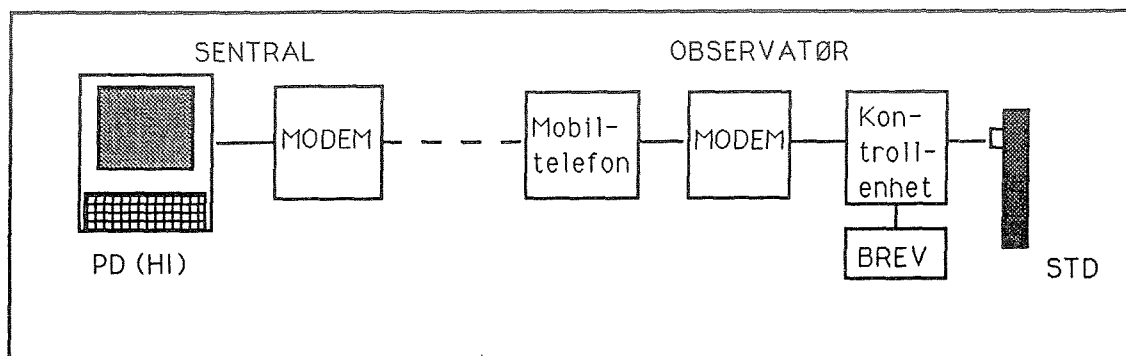 SENTRAL
OBSERVATØR
MODEM
Mobil-
telefon
MODEM
Kon-
troll-
enhet
BREV
PD (HI)
STD